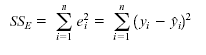 SS_E = \sum_{i=1}^{n} e_i^2 = \sum_{i=1}^{n} (y_i - \hat{y}_i)^2